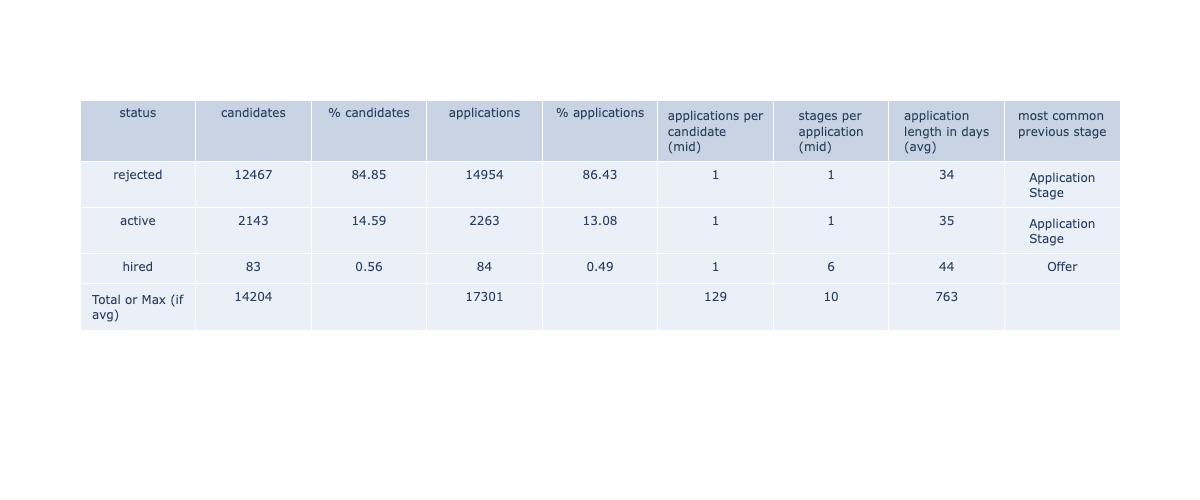 status candidates % candidates applications % applications applications per candidate (mid) stages per application (mid) application length in days (avg) most common previous stage
rejected 12467 84.85 14954 86.43 1 1 34 Application Stage
active 2143 14.59 2263 13.08 1 1 35 Application Stage
hired 83 0.56 84 0.49 1 6 44 Offer
Total or Max (if avg) 14204 17301 129 10 763